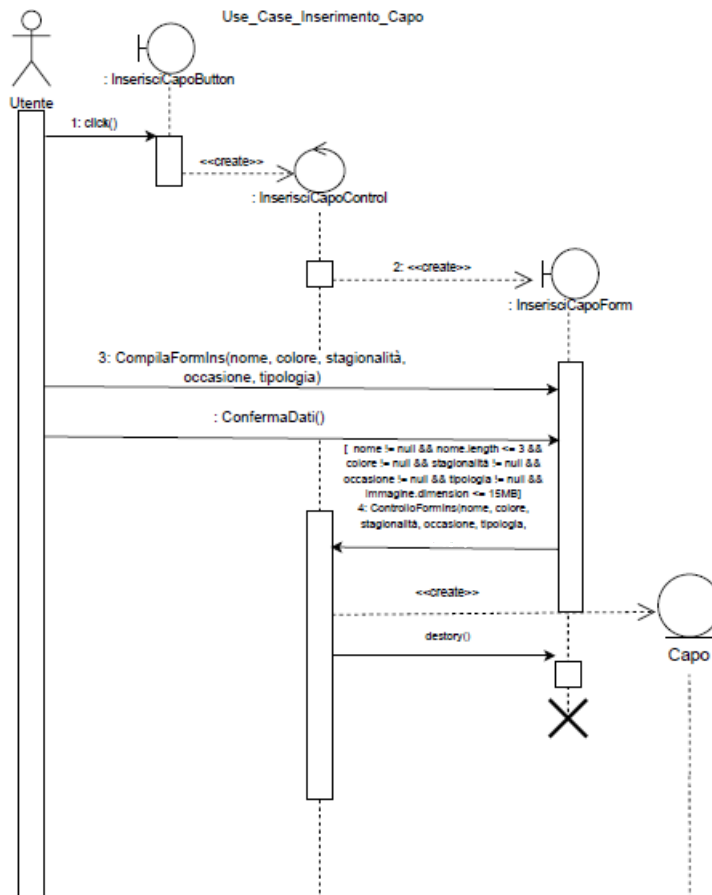 Use_Case_Inserimento_Capo
: InserisciCapoButton
Utente
1: click()
<<create>>
: InserisciCapoControl
2: <<create>>
: InserisciCapoForm
3: CompilaFormIns(nome, colore, stagionalità,
occasione, tipologia)
: ConfermaDati()
[ nome != null && nome.length <= 3 &&
colore != null && stagionalità != null &&
occasione != null && tipologia != null &&
immagine.dimension <= 15MB]
4: ControlloFormIns(nome, colore,
stagionalità, occasione, tipologia,
<<create>>
destory()
Capo